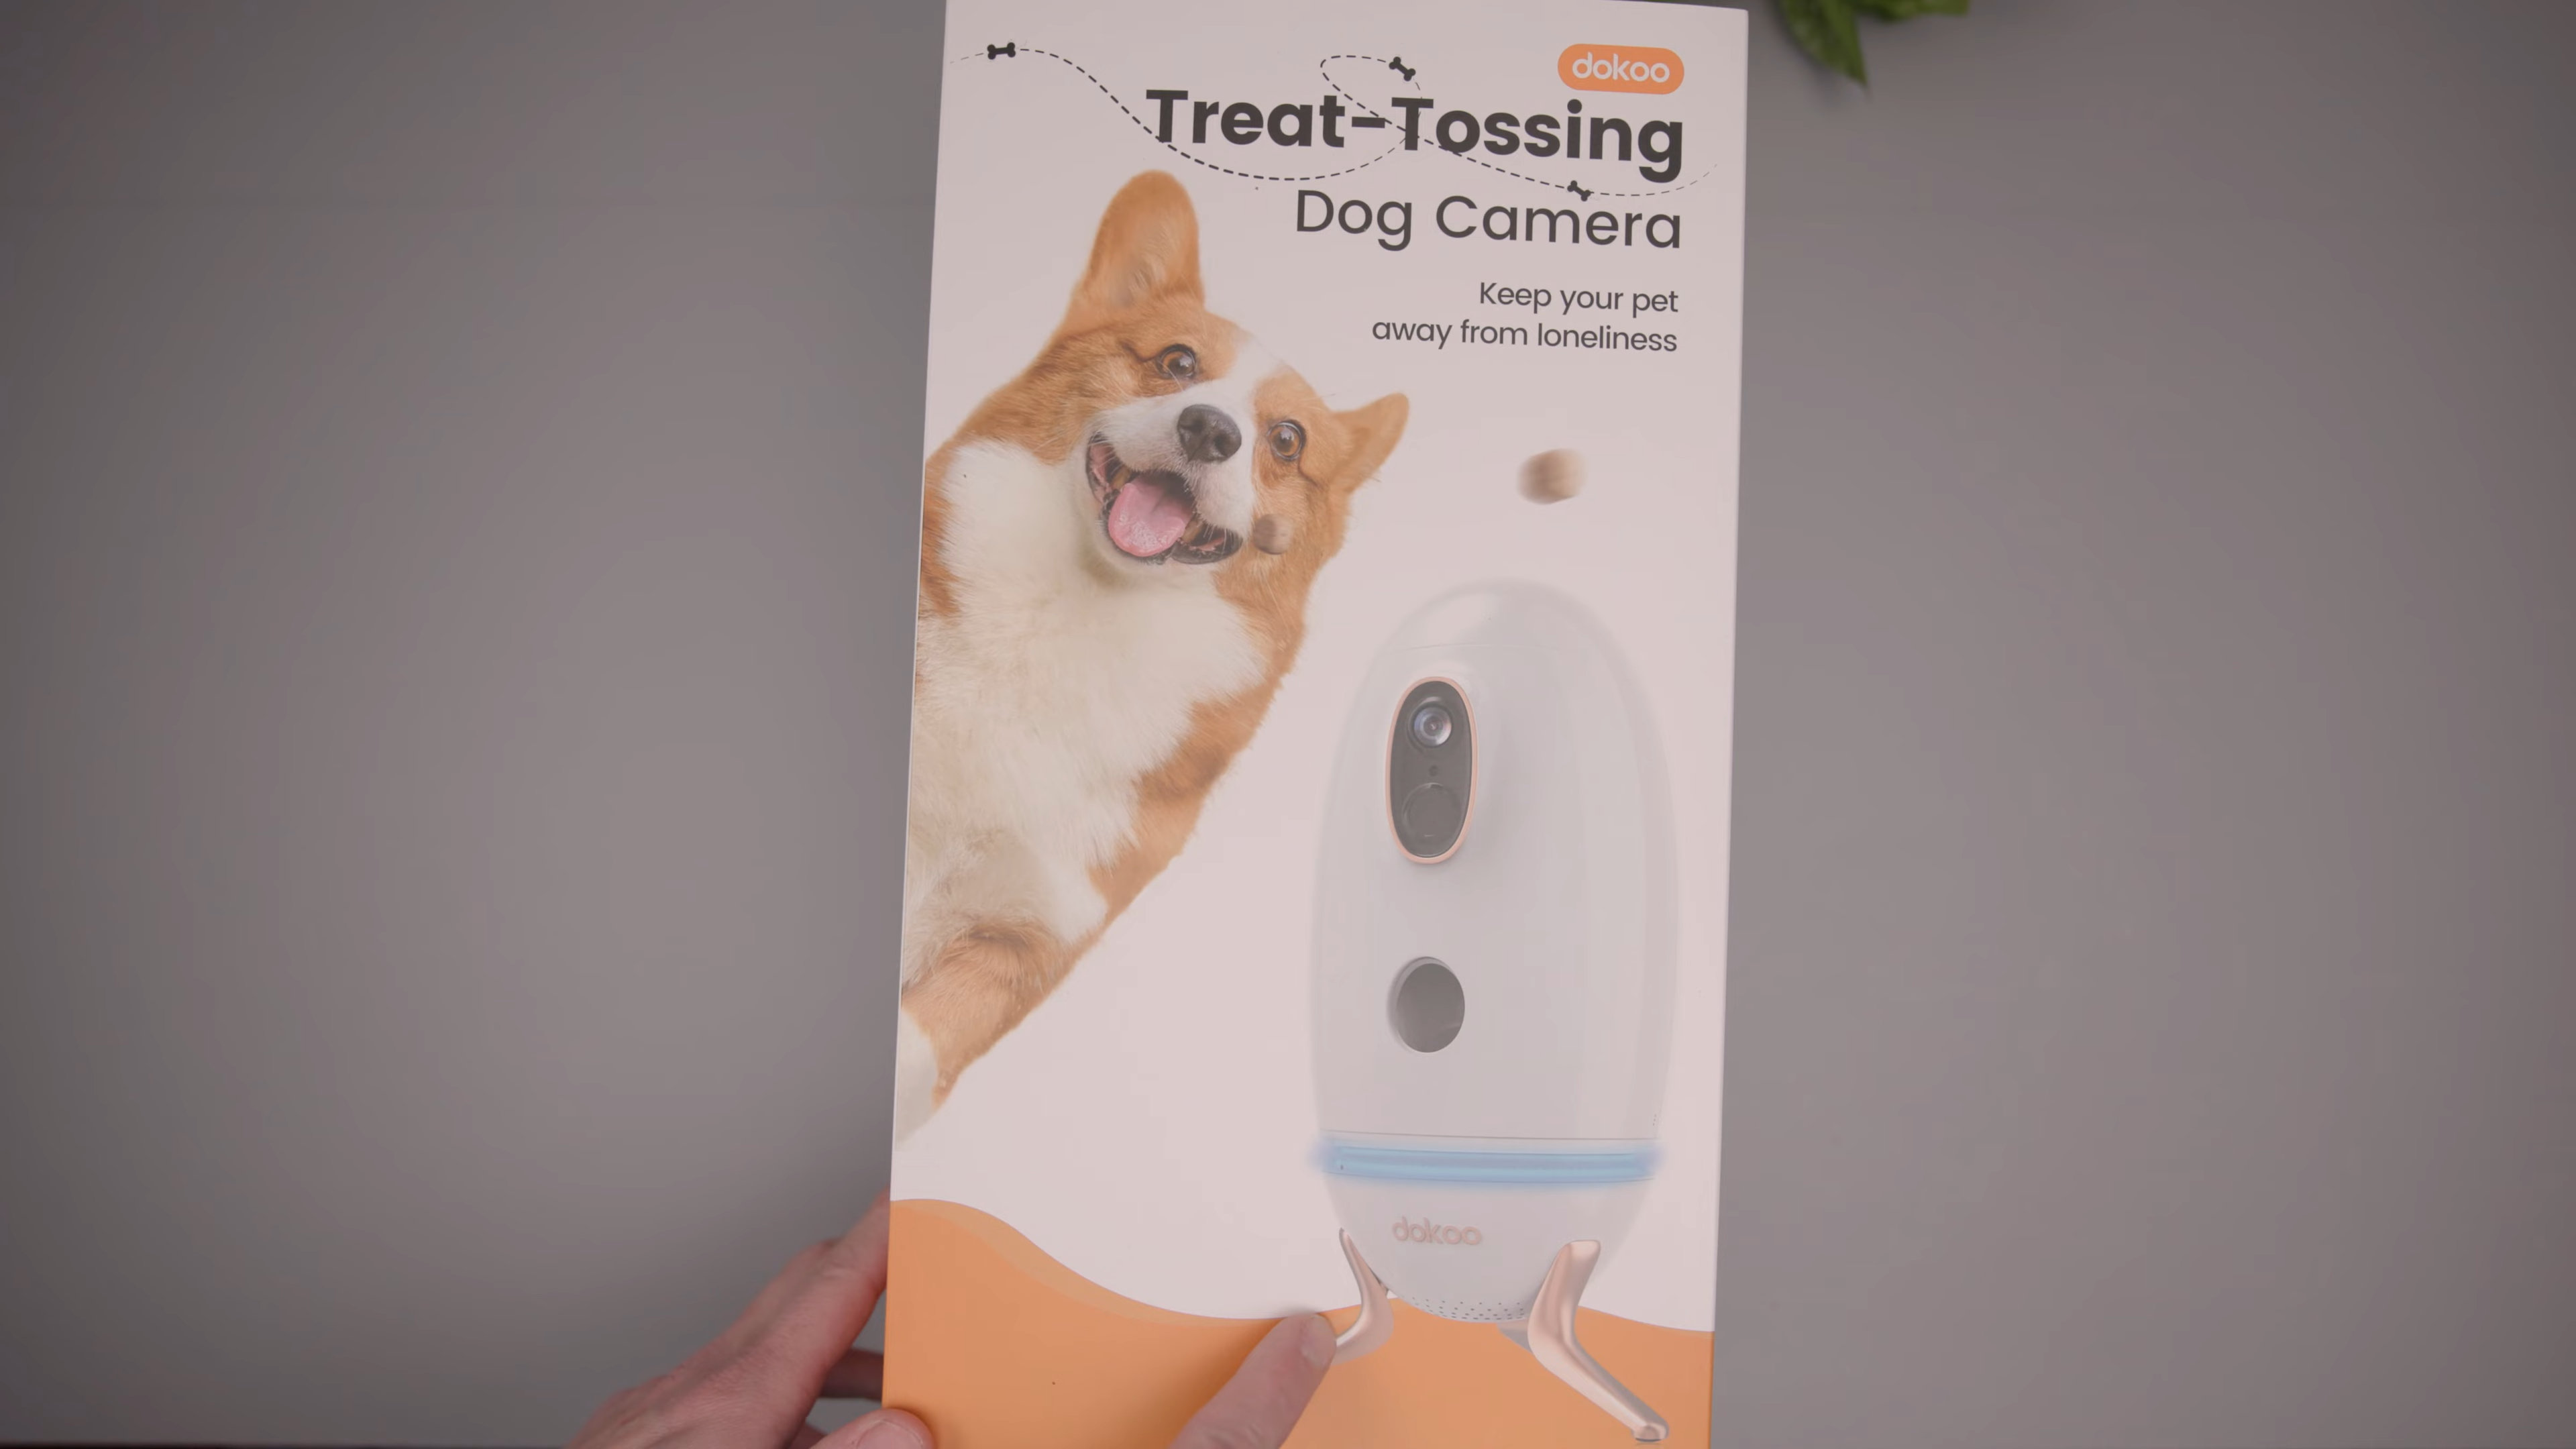 dokoo
Treat-Tossing
Dog Camera
Keep your pet
away from loneliness
dokoo